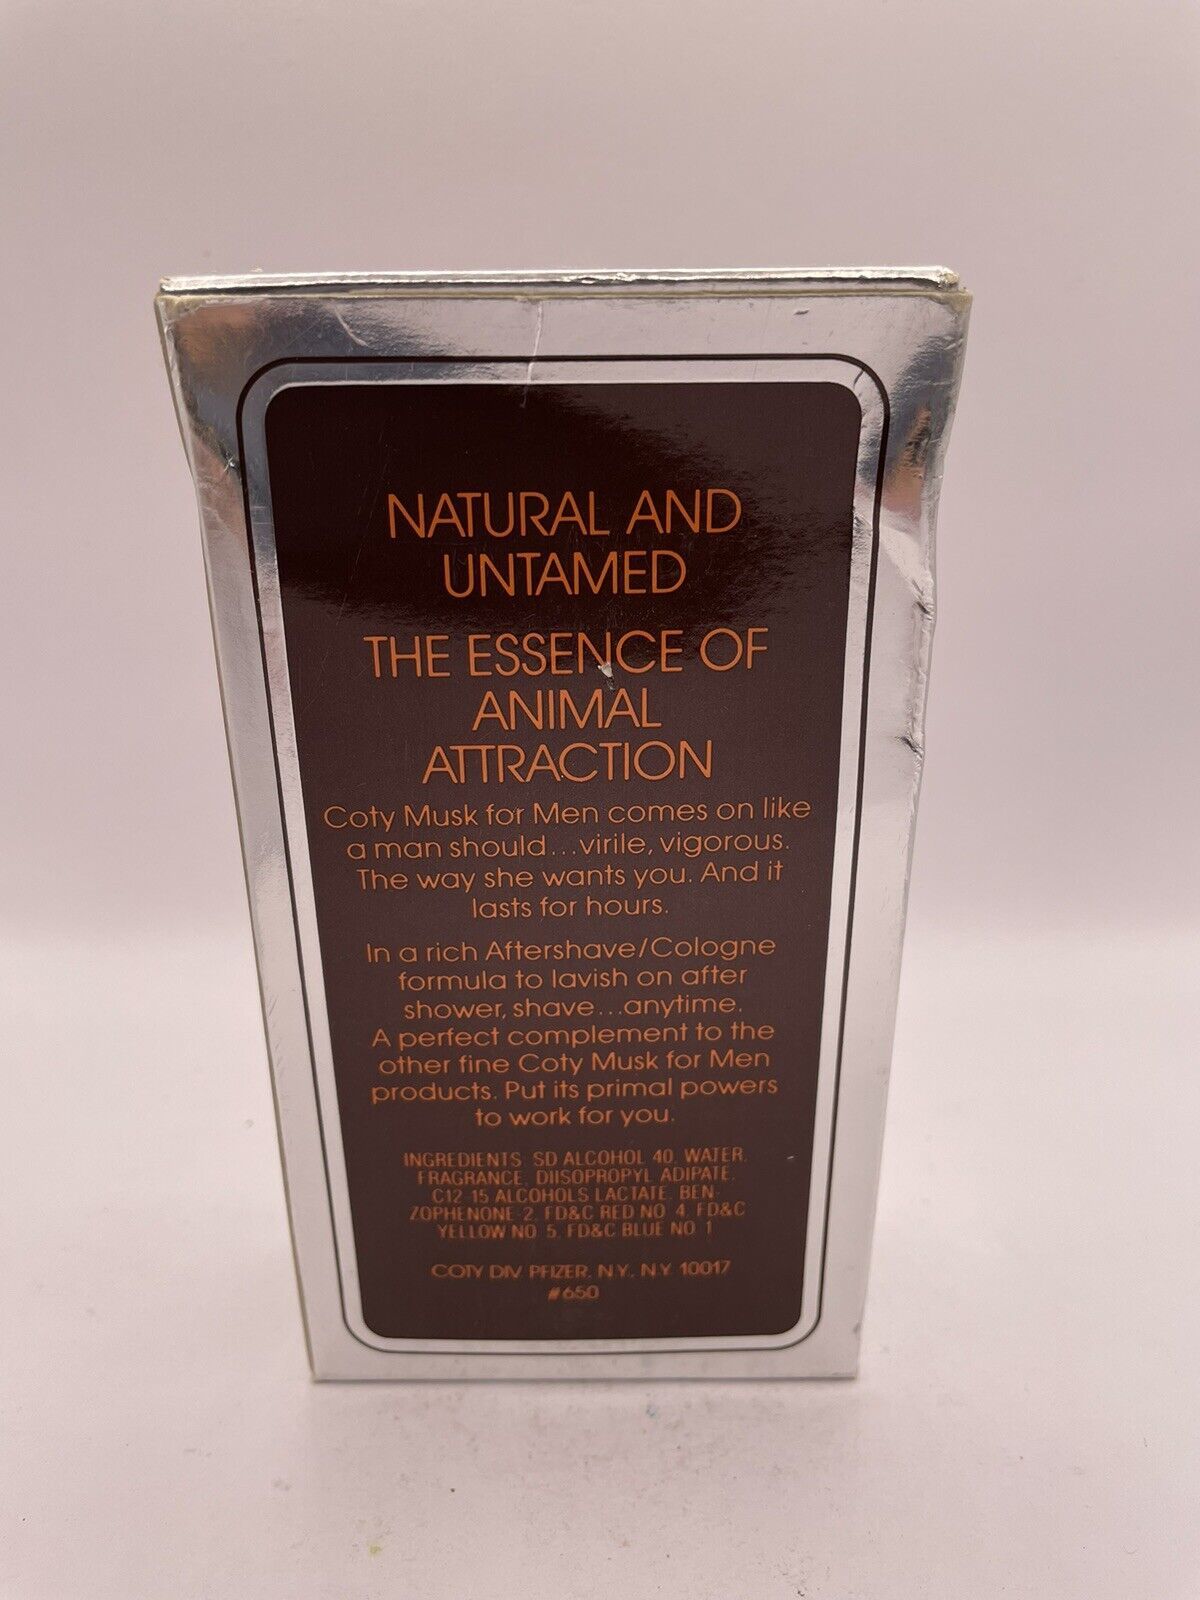 NATURAL AND
UNTAMED
THE ESSENCE OF
ANIMAL
ATTRACTION
Coty Musk for Men comes on like
a man should...virile, vigorous.
The way she wants you. And it
lasts for hours.
In a rich Aftershave/Cologne
formula to lavish on after
shower, shave...anytime.
A perfect complement to the
other fine Coty Musk for Men
products. Put its primal powers
to work for you.
INGREDIENTS: SD ALCOHOL 40, WATER,
FRAGRANCE, DIISOPROPYL ADIPATE,
C12-15 ALCOHOLS LACTATE, BEN-
ZOPHENONE-2, FD&C RED NO. 4, FD&C
YELLOW NO. 5, FD&C BLUE NO. 1
COTY DIV. PFIZER, N.Y., N.Y. 10017
#650